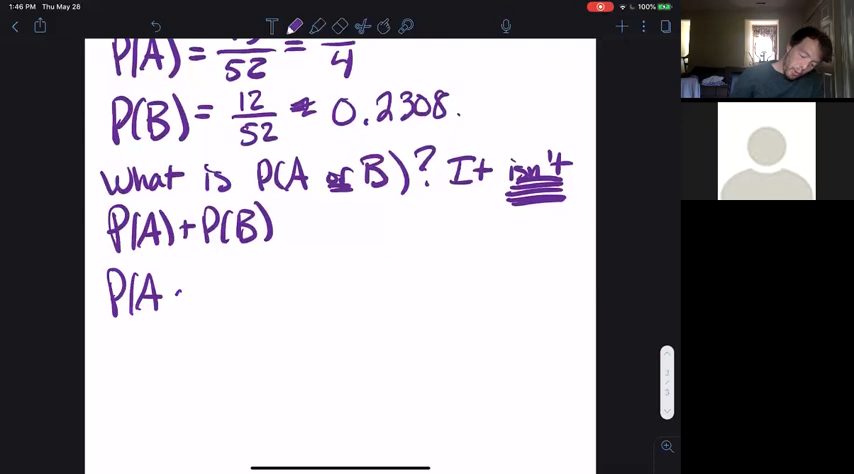 1:46 PM Thu May 28
100%
P(A) = /52 = /4
P(B) = 12/52 ≈ 0.2308.
What is P(A or B)? It isn't
P(A)+P(B)
P(A